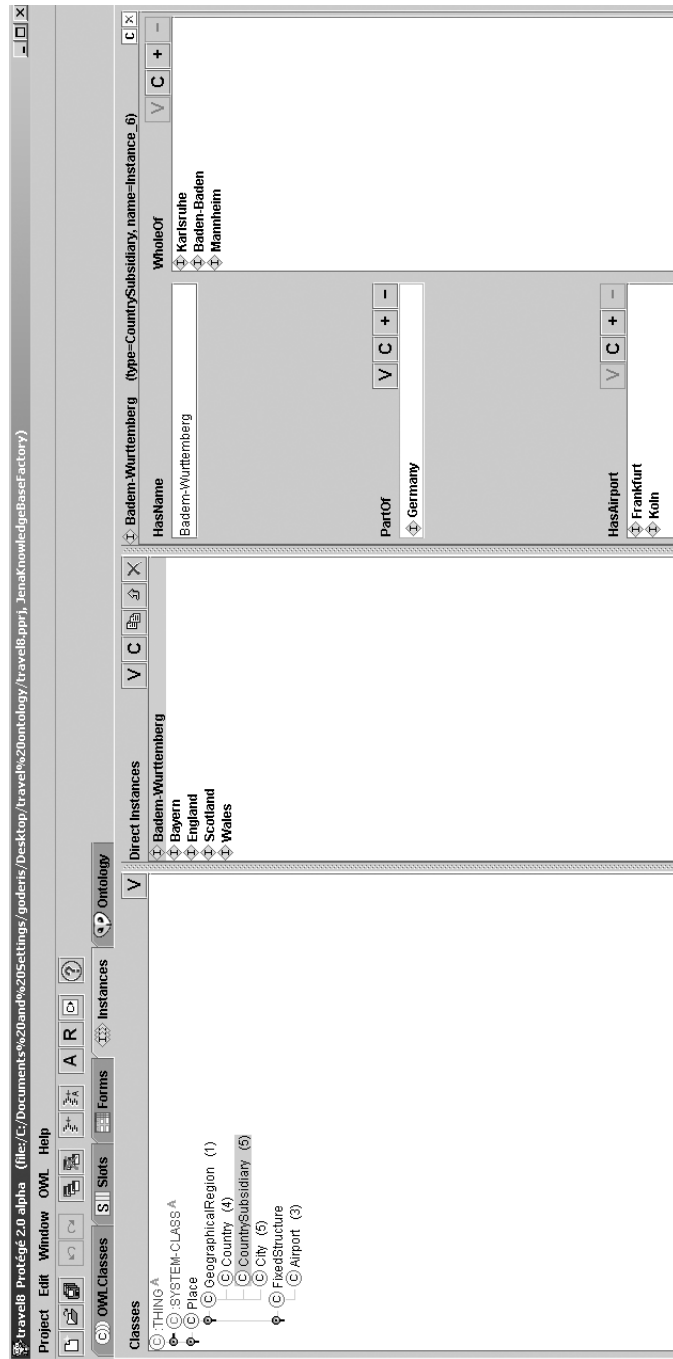 travel8 Protégé 2.0 alpha (file:/C:/Documents%20and%20Settings/goderis/Desktop/travel%20ontology/travel8.pprj, JenaKnowledgeBaseFactory)
Project Edit Window OWL Help
A R ?
C OWLClasses S Slots Forms Instances Ontology
Classes V
C :THING A
C :SYSTEM-CLASS A
C Place
C GeographicalRegion (1)
C Country (4)
C CountrySubsidiary (5)
C City (5)
C FixedStructure
C Airport (3)
Direct Instances V C
I Badem-Wurttemberg
I Bayern
I England
I Scotland
I Wales
I Badem-Wurttemberg (type=CountrySubsidiary, name=Instance_6) C X
HasName
Badem-Wurttemberg
PartOf V C + −
I Germany
HasAirport V C + −
I Frankfurt
I Koln
WholeOf V C + −
I Karlsruhe
I Baden-Baden
I Mannheim